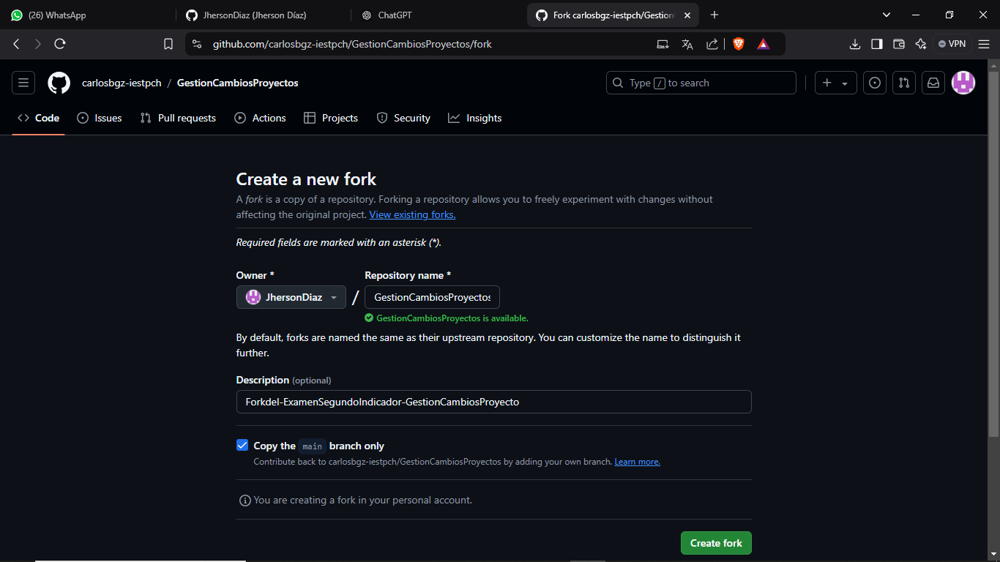 (26) WhatsApp
JhersonDiaz (Jherson Díaz)
ChatGPT
Fork carlosbgz-iestpch/Gestion
github.com/carlosbgz-iestpch/GestionCambiosProyectos/fork
VPN
carlosbgz-iestpch / GestionCambiosProyectos
Type / to search
Code
Issues
Pull requests
Actions
Projects
Security
Insights
Create a new fork
A fork is a copy of a repository. Forking a repository allows you to freely experiment with changes without
affecting the original project. View existing forks.
Required fields are marked with an asterisk (*).
Owner *
Repository name *
JhersonDiaz
/
GestionCambiosProyectos
GestionCambiosProyectos is available.
By default, forks are named the same as their upstream repository. You can customize the name to distinguish it
further.
Description (optional)
Forkdel-ExamenSegundoIndicador-GestionCambiosProyecto
Copy the main branch only
Contribute back to carlosbgz-iestpch/GestionCambiosProyectos by adding your own branch. Learn more.
You are creating a fork in your personal account.
Create fork